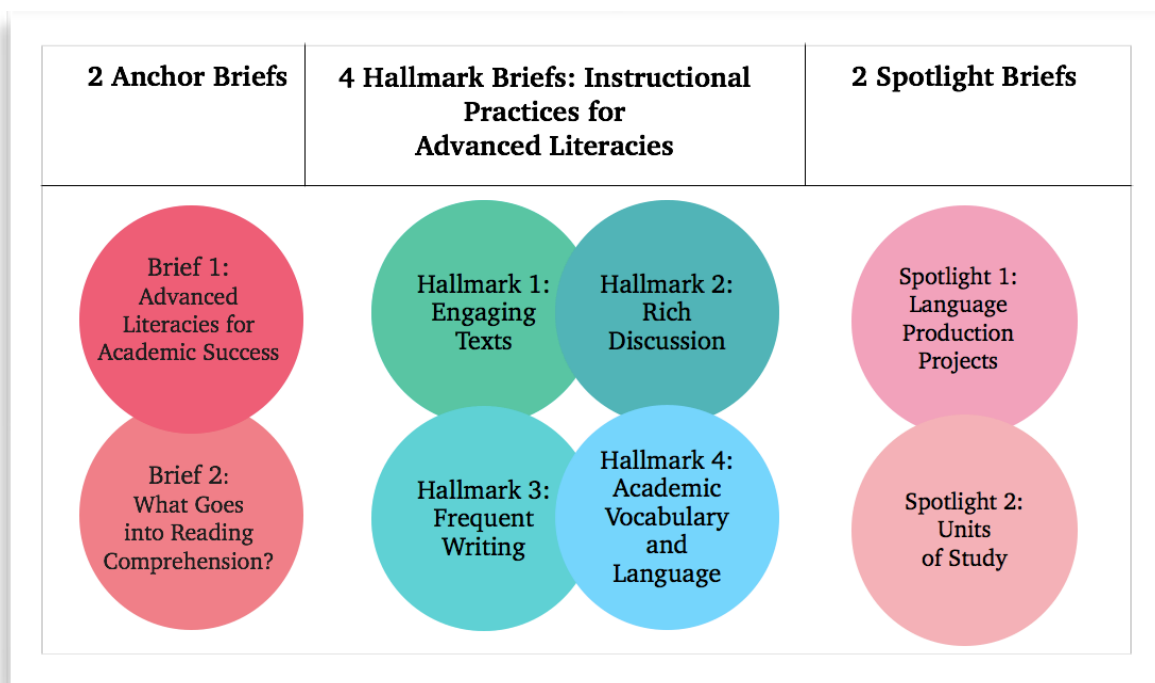 2 Anchor Briefs
4 Hallmark Briefs: Instructional
Practices for
Advanced Literacies
2 Spotlight Briefs
Brief 1:
Advanced
Literacies for
Academic Success
Brief 2:
What Goes
into Reading
Comprehension?
Hallmark 1:
Engaging
Texts
Hallmark 2:
Rich
Discussion
Hallmark 3:
Frequent
Writing
Hallmark 4:
Academic
Vocabulary
and
Language
Spotlight 1:
Language
Production
Projects
Spotlight 2:
Units
of Study